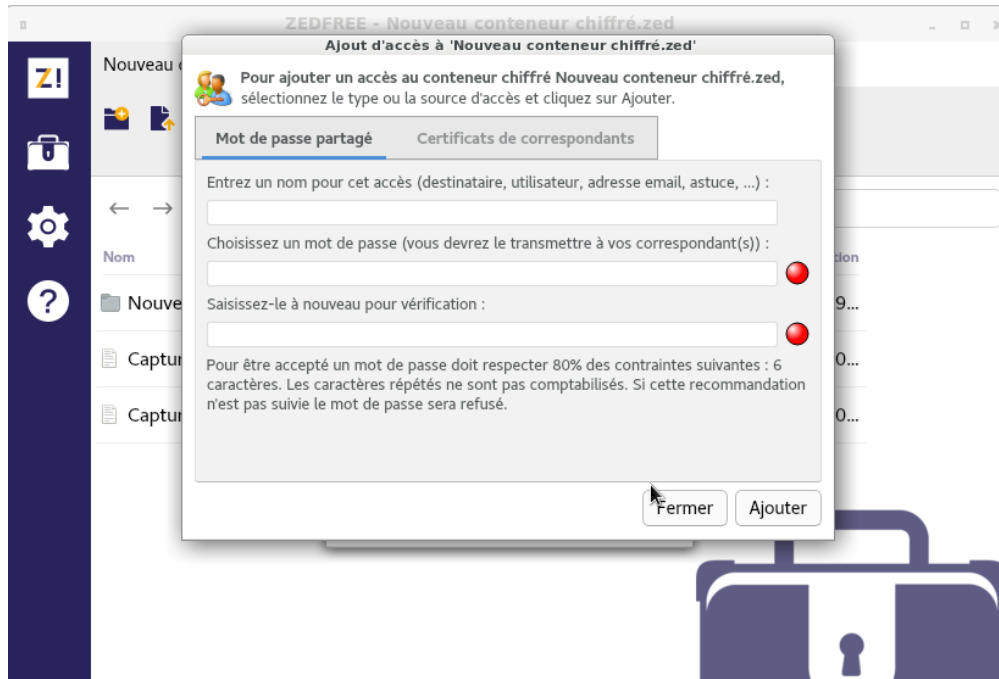 ZEDFREE - Nouveau conteneur chiffré.zed
Ajout d'accès à 'Nouveau conteneur chiffré.zed'
Z!
Nouveau
Pour ajouter un accès au conteneur chiffré Nouveau conteneur chiffré.zed,
sélectionnez le type ou la source d'accès et cliquez sur Ajouter.
Mot de passe partagé
Certificats de correspondants
Entrez un nom pour cet accès (destinataire, utilisateur, adresse email, astuce, ...) :
Choisissez un mot de passe (vous devrez le transmettre à vos correspondant(s)) :
Nom
tion
Saisissez-le à nouveau pour vérification :
?
Nouve
9...
Captur
0...
Pour être accepté un mot de passe doit respecter 80% des contraintes suivantes : 6
caractères. Les caractères répétés ne sont pas comptabilisés. Si cette recommandation
n'est pas suivie le mot de passe sera refusé.
Captur
0...
Fermer
Ajouter